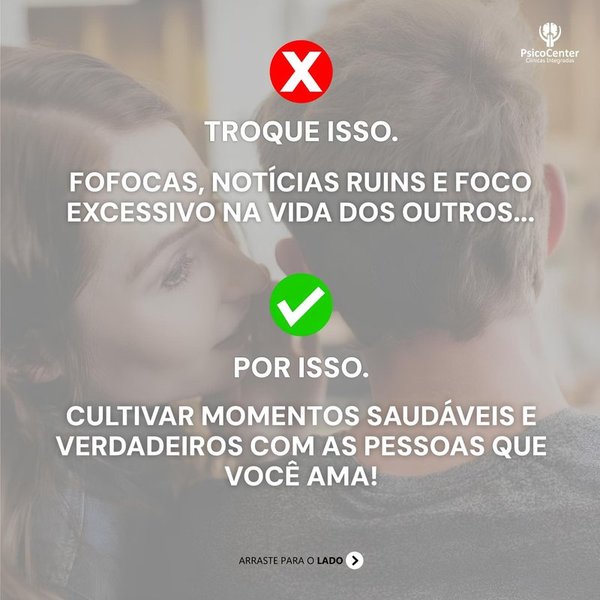 PsicoCenter
Clínicas Integradas
X
TROQUE ISSO.
FOFOCAS, NOTÍCIAS RUINS E FOCO
EXCESSIVO NA VIDA DOS OUTROS...
POR ISSO.
CULTIVAR MOMENTOS SAUDÁVEIS E
VERDADEIROS COM AS PESSOAS QUE
VOCÊ AMA!
ARRASTE PARA O LADO